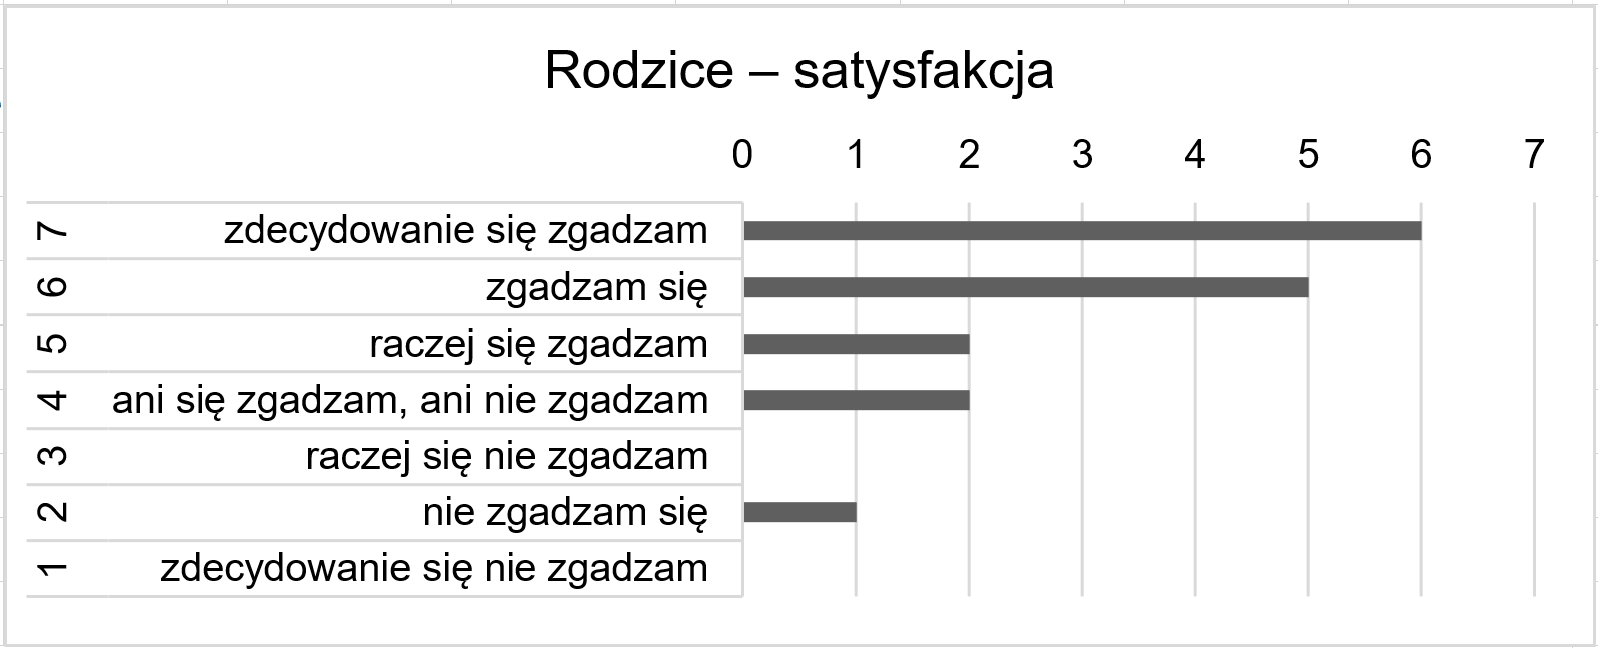 Rodzice – satysfakcja
0 1 2 3 4 5 6 7
7 zdecydowanie się zgadzam
6 zgadzam się
5 raczej się zgadzam
4 ani się zgadzam, ani nie zgadzam
3 raczej się nie zgadzam
2 nie zgadzam się
1 zdecydowanie się nie zgadzam